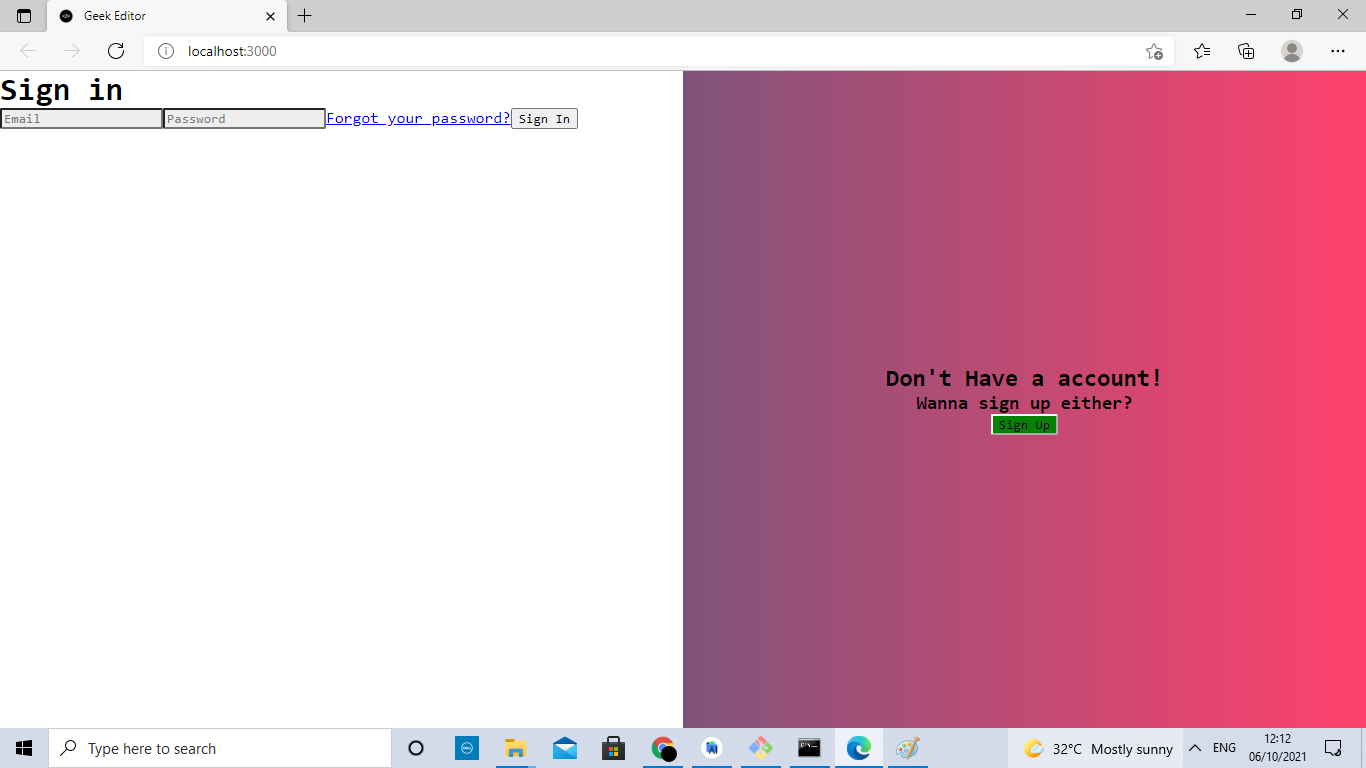 Geek Editor
localhost:3000
Sign in
Email Password Forgot your password? Sign In
Don't Have a account!
Wanna sign up either?
Sign Up
Type here to search
32°C Mostly sunny
ENG
12:12
06/10/2021